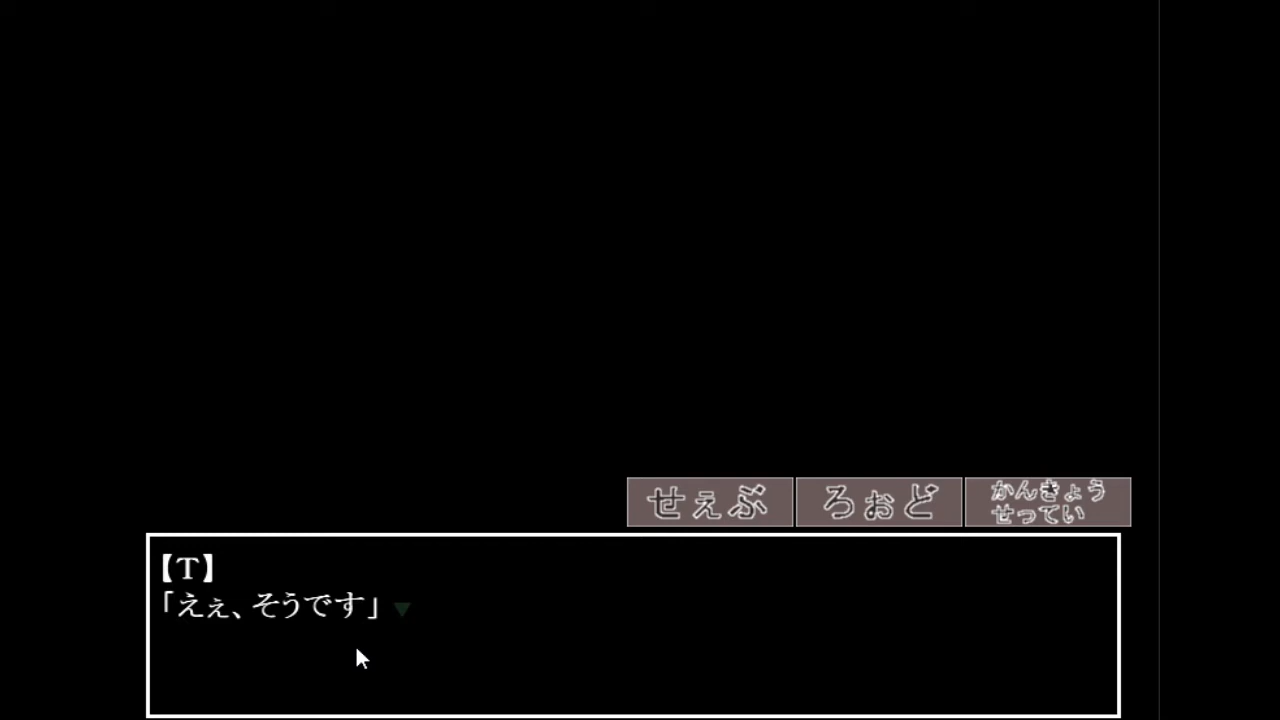 せぇぶ
ろぉど
かんきょう
せってい
【T】
「えぇ、そうです」▼